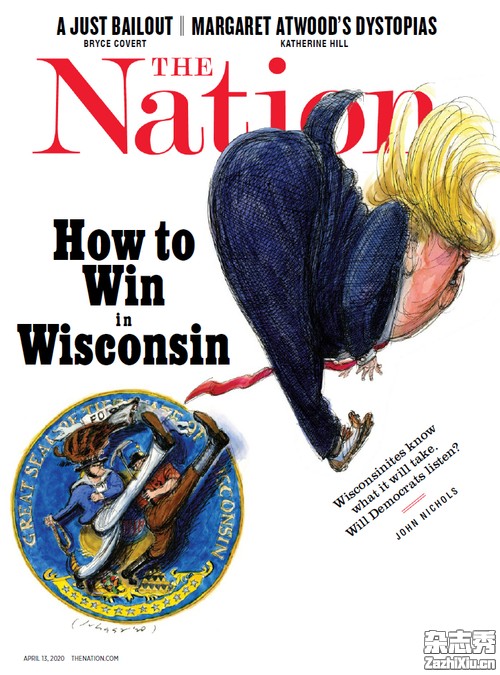 A JUST BAILOUT || MARGARET ATWOOD'S DYSTOPIAS
BRYCE COVERT KATHERINE HILL
THE
Nation
How to
Win
in
Wisconsin
GREAT SEAL
WISCONSIN
Wisconsinites know
what it will take.
Will Democrats listen?
JOHN NICHOLS
APRIL 13, 2020 THENATION.COM
杂志秀
ZaZhiXiu.cn